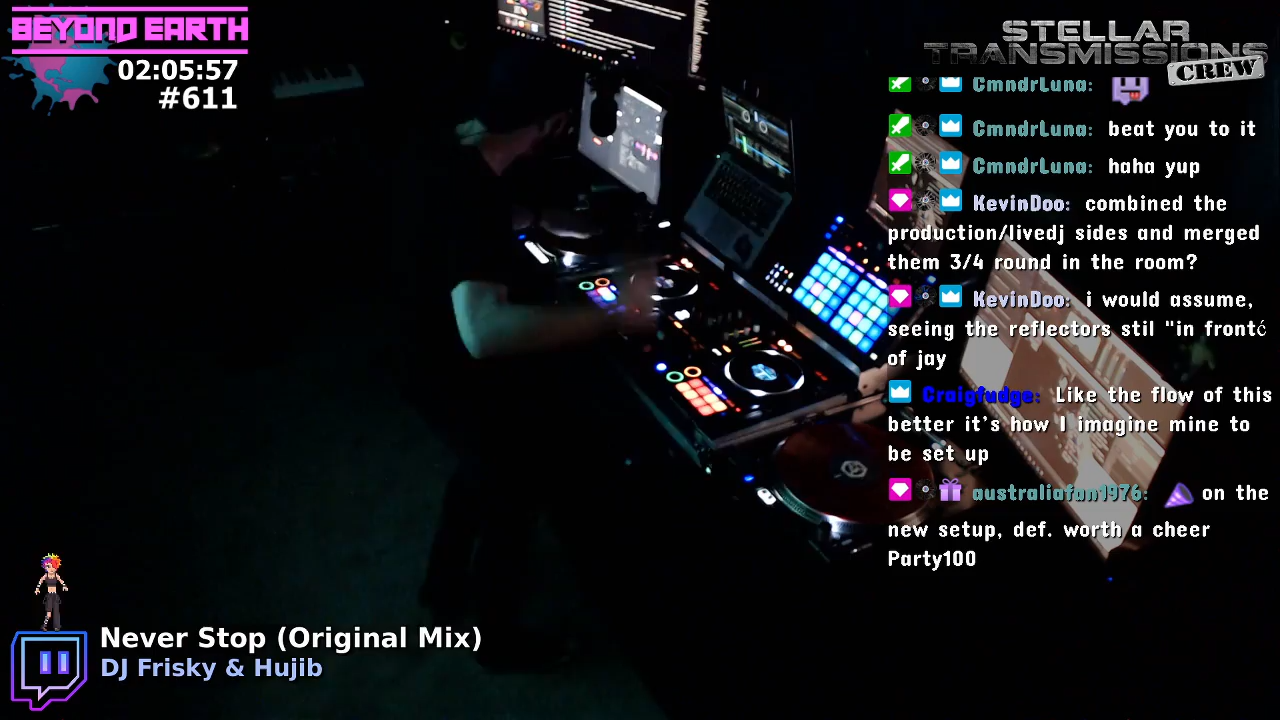 BEYOND EARTH
02:05:57
#611
STELLAR
TRANSMISSIONS
CREW
CmndrLuna:
CmndrLuna: beat you to it
CmndrLuna: haha yup
KevinDoo: combined the
production/livedj sides and merged
them 3/4 round in the room?
KevinDoo: i would assume,
seeing the reflectors stil "in frontć
of jay
Craigfudge: Like the flow of this
better it's how I imagine mine to
be set up
australiafan1976: on the
new setup, def. worth a cheer
Party100
Never Stop (Original Mix)
DJ Frisky & Hujib